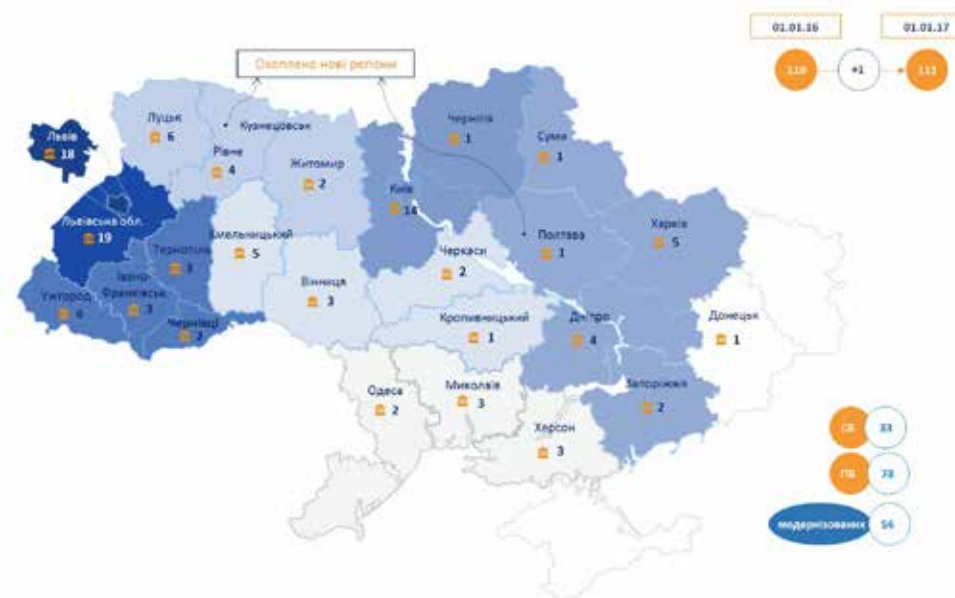 01.01.16
01.01.17
110
+1
111
Охоплено нові регіони
Луцьк
6
Кузнецовськ
Рівне
4
Житомир
2
Київ
14
Чернігів
1
Суми
1
Львів
18
Львівська обл.
19
Тернопіль
3
Хмельницький
5
Вінниця
3
Черкаси
2
Полтава
1
Харків
5
Ужгород
6
Івано-
Франківськ
3
Чернівці
2
Кропивницький
1
Дніпро
4
Донецьк
1
Запоріжжя
2
Одеса
2
Миколаїв
3
Херсон
3
СВ
33
ПВ
78
модернізованих
56